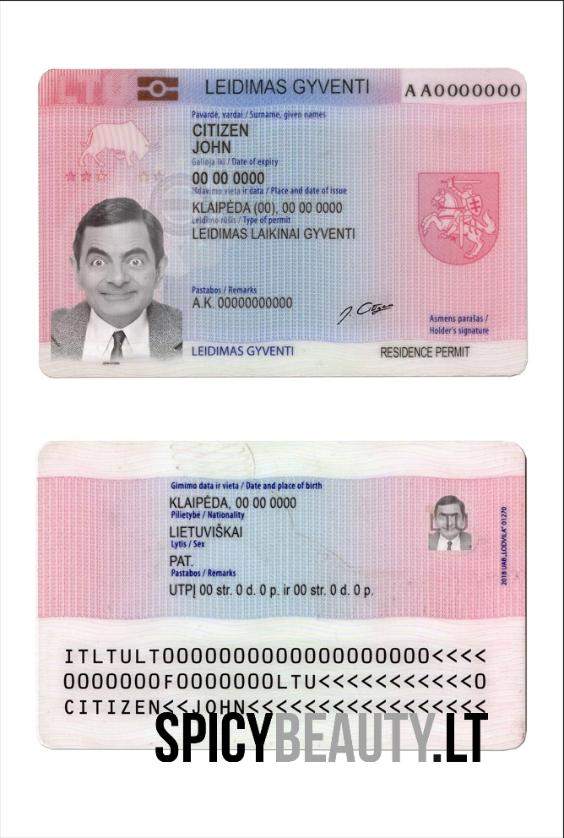 LTU
LEIDIMAS GYVENTI
AA0000000
Pavardė, vardai / Surname, given names
CITIZEN
JOHN
Galioja iki / Date of expiry
00 00 0000
Išdavimo vieta ir data / Place and date of issue
KLAIPĖDA (00), 00 00 0000
Leidimo rūšis / Type of permit
LEIDIMAS LAIKINAI GYVENTI
Pastabos / Remarks
A.K. 00000000000
Asmens parašas /
Holder's signature
LEIDIMAS GYVENTI
RESIDENCE PERMIT
Gimimo data ir vieta / Date and place of birth
KLAIPĖDA, 00 00 0000
Pilietybė / Nationality
LIETUVIŠKAI
Lytis / Sex
PAT.
Pastabos / Remarks
UTPĮ 00 str. 0 d. 0 p. ir 00 str. 0 d. 0 p.
LTU
2018 UAB „LODVILA" 01270
ITLTULT0000000000000000000<<<<
0000000F0000000LTU<<<<<<<<<<<0
CITIZEN<<JOHN<<<<<<<<<<<<<<<<<
SPICYBEAUTY.LT